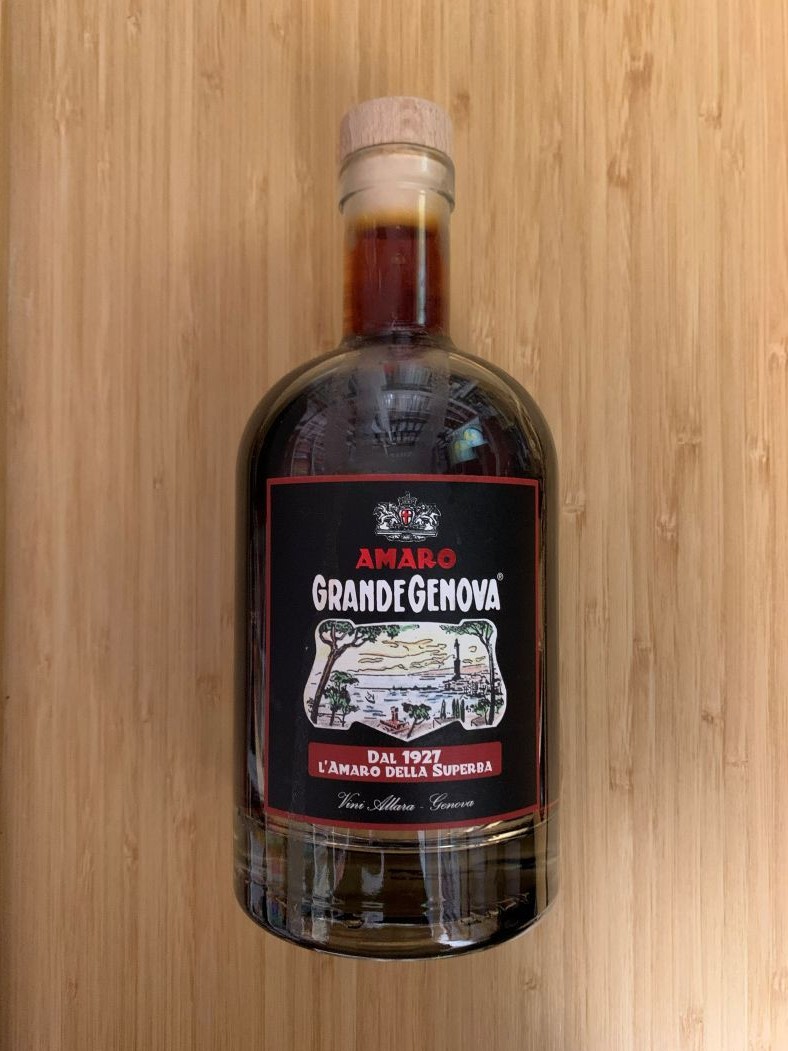 AMARO
GRANDEGENOVA®
DAL 1927
L'AMARO DELLA SUPERBA
Vini Allara - Genova